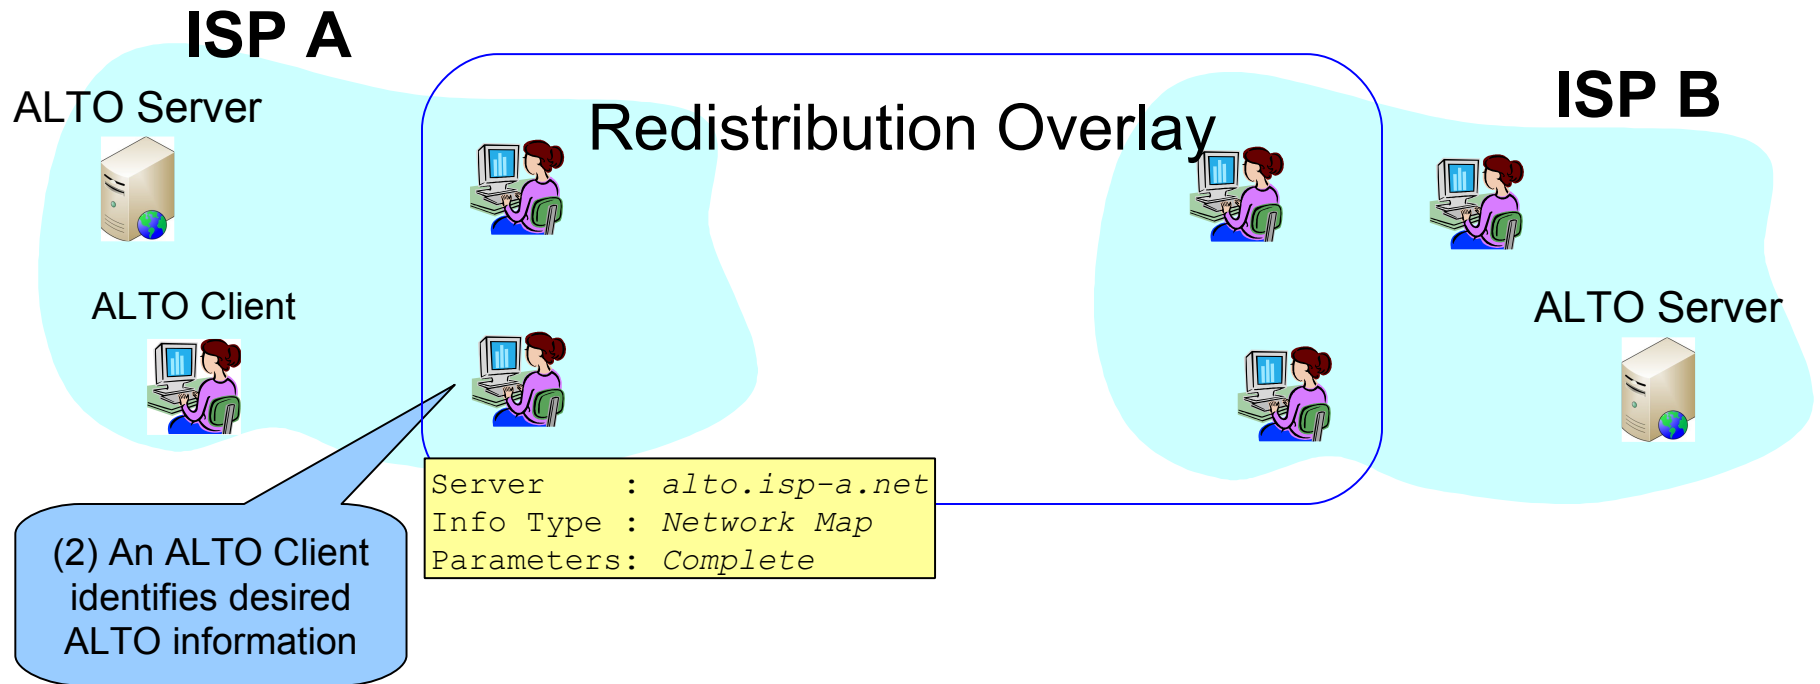 ISP A
ALTO Server
Redistribution Overlay
ISP B
ALTO Client
ALTO Server
Server    : alto.isp-a.net
Info Type : Network Map
Parameters: Complete
(2) An ALTO Client
identifies desired
ALTO information